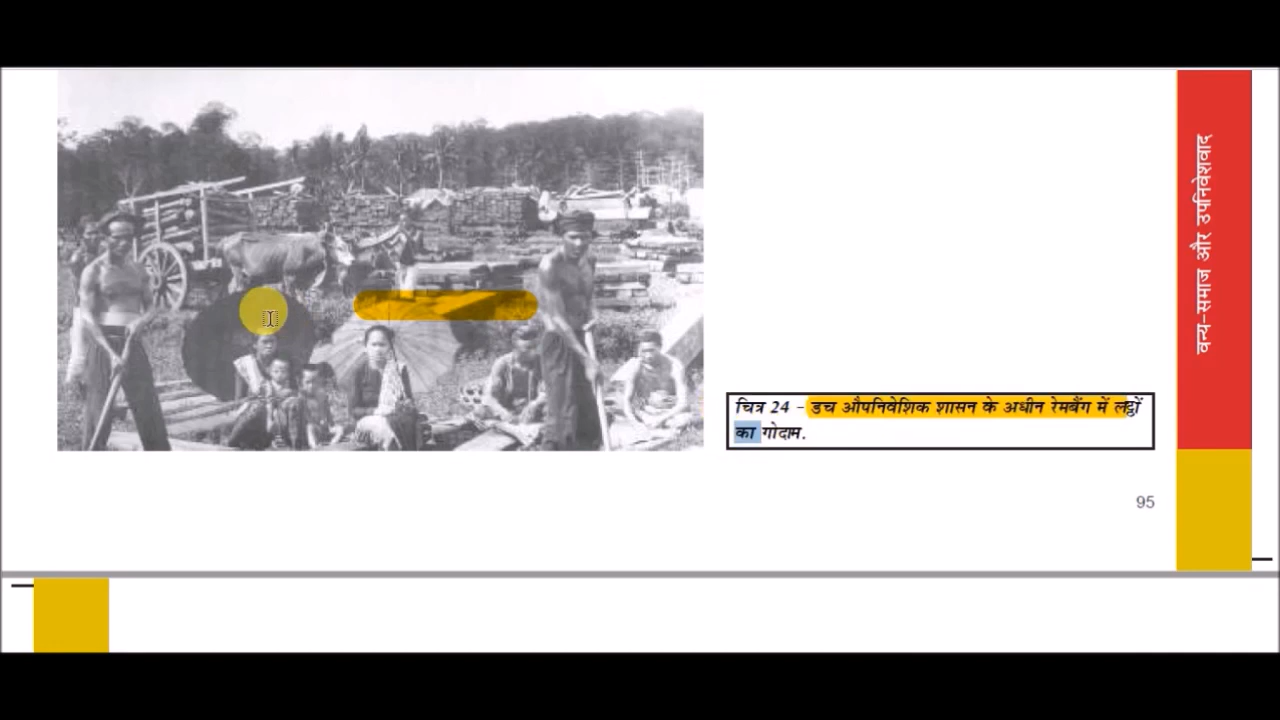 वन्य-समाज और उपनिवेशवाद
चित्र 24 – डच औपनिवेशिक शासन के अधीन रेमबैंग में लट्ठों
का गोदाम.
95